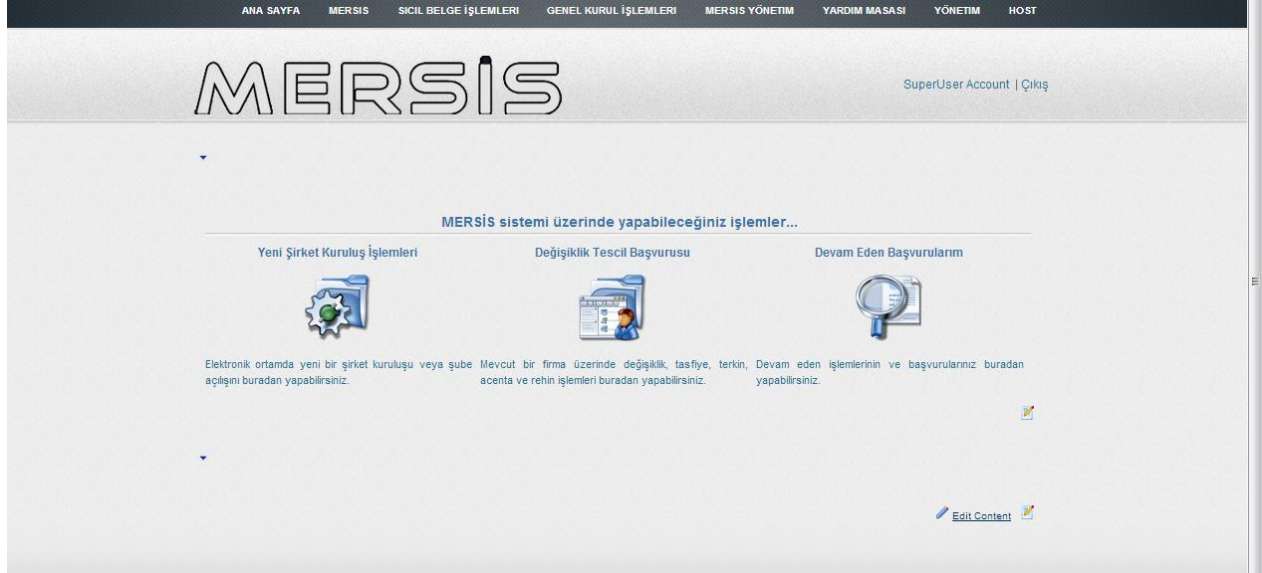 ANA SAYFA MERSIS SICIL BELGE İŞLEMLERI GENEL KURUL İŞLEMLERI MERSIS YÖNETIM YARDIM MASASI YÖNETIM HOST
MERSİS
SuperUser Account | Çıkış
MERSİS sistemi üzerinde yapabileceğiniz işlemler...
Yeni Şirket Kuruluş İşlemleri
Elektronik ortamda yeni bir şirket kuruluşu veya şube
açılışını buradan yapabilirsiniz.
Değişiklik Tescil Başvurusu
Mevcut bir firma üzerinde değişiklik, tasfiye, terkin,
acenta ve rehin işlemleri buradan yapabilirsiniz.
Devam Eden Başvurularım
Devam eden işlemlerinin ve başvurularınız buradan
yapabilirsiniz.
Edit Content